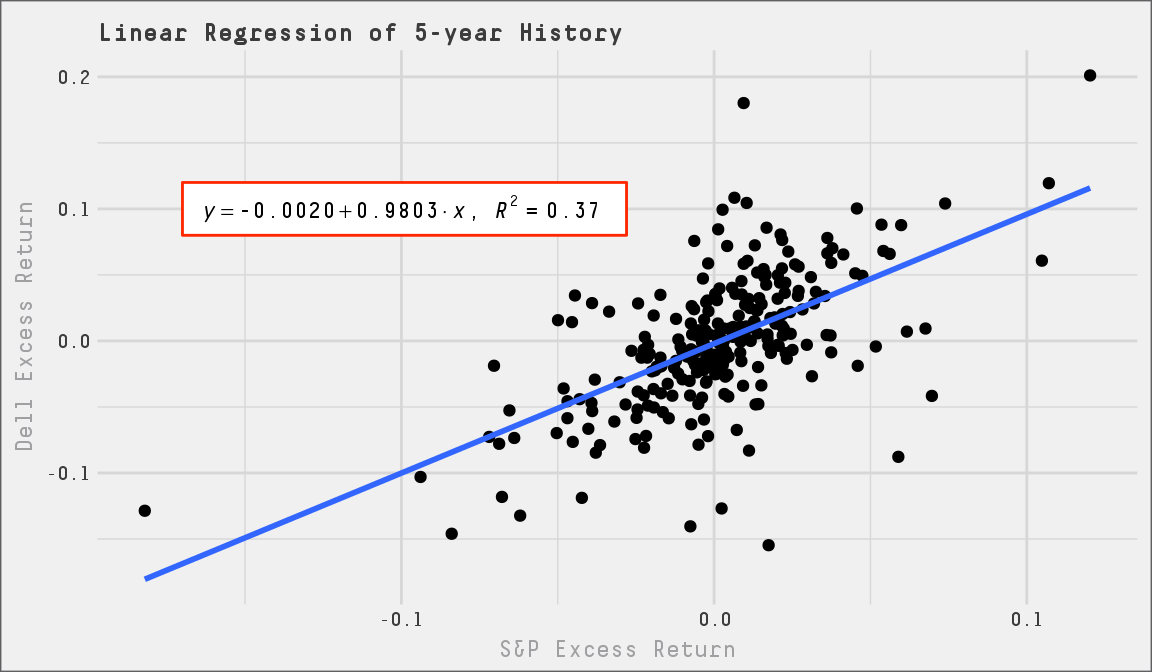 Linear Regression of 5-year History
0.2
0.1
0.0
-0.1
Dell Excess Return
y = -0.0020+0.9803· x , R² = 0.37
-0.1
0.0
0.1
S&P Excess Return